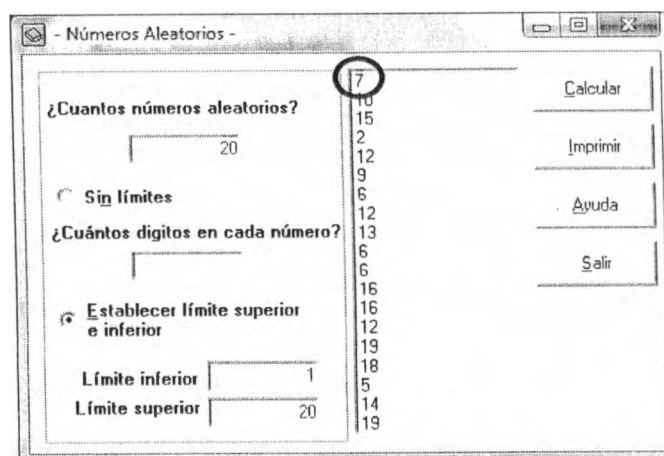 - Números Aleatorios -
¿Cuantos números aleatorios?
20
Sin límites
¿Cuántos digitos en cada número?
Establecer límite superior
e inferior
Límite inferior 1
Límite superior 20
7
10
15
2
12
9
6
12
13
6
6
16
16
12
19
18
5
14
19
Calcular
Imprimir
Ayuda
Salir